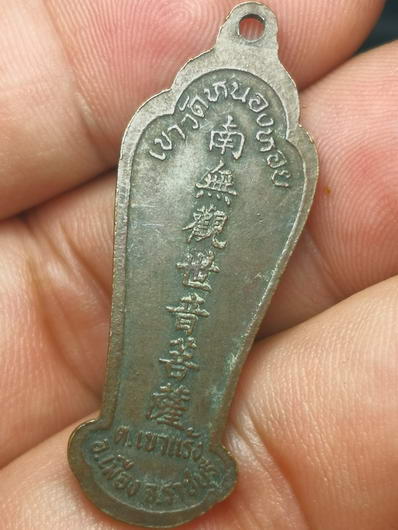 เขาวัดหนองหอย
南無觀世音菩薩
ต.เขาแร้ง
อ.เมือง จ.ราชบุรี